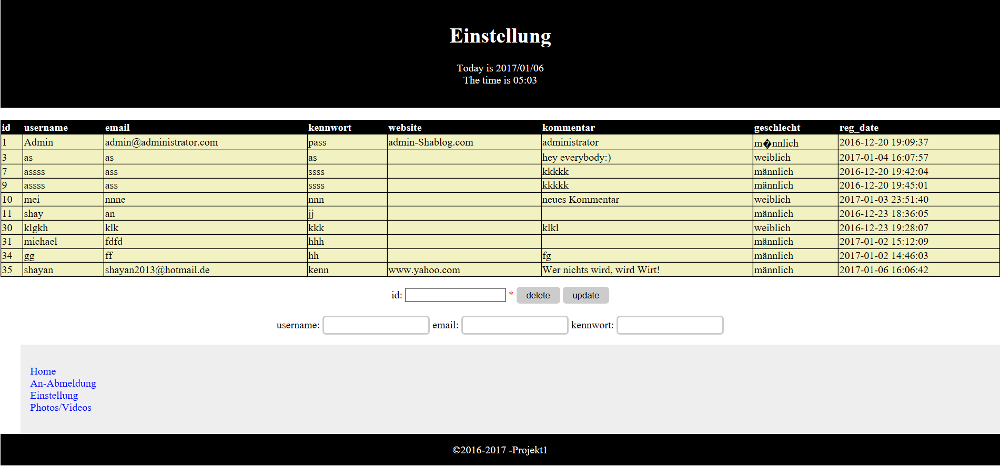 Einstellung
Today is 2017/01/06
The time is 05:03
id username email kennwort website kommentar geschlecht reg_date
1 Admin admin@administrator.com pass admin-Shablog.com administrator m�nnlich 2016-12-20 19:09:37
3 as as as hey everybody:) weiblich 2017-01-04 16:07:57
7 assss ass ssss kkkkk männlich 2016-12-20 19:42:04
9 assss ass ssss kkkkk männlich 2016-12-20 19:45:01
10 mei nnne nnn neues Kommentar weiblich 2017-01-03 23:51:40
11 shay an jj männlich 2016-12-23 18:36:05
30 klgkh klk kkk klkl weiblich 2016-12-23 19:28:07
31 michael fdfd hhh männlich 2017-01-02 15:12:09
34 gg ff hh fg männlich 2017-01-02 14:46:03
35 shayan shayan2013@hotmail.de kenn www.yahoo.com Wer nichts wird, wird Wirt! männlich 2017-01-06 16:06:42
id: * delete update
username: email: kennwort:
Home
An-Abmeldung
Einstellung
Photos/Videos
©2016-2017 -Projekt1